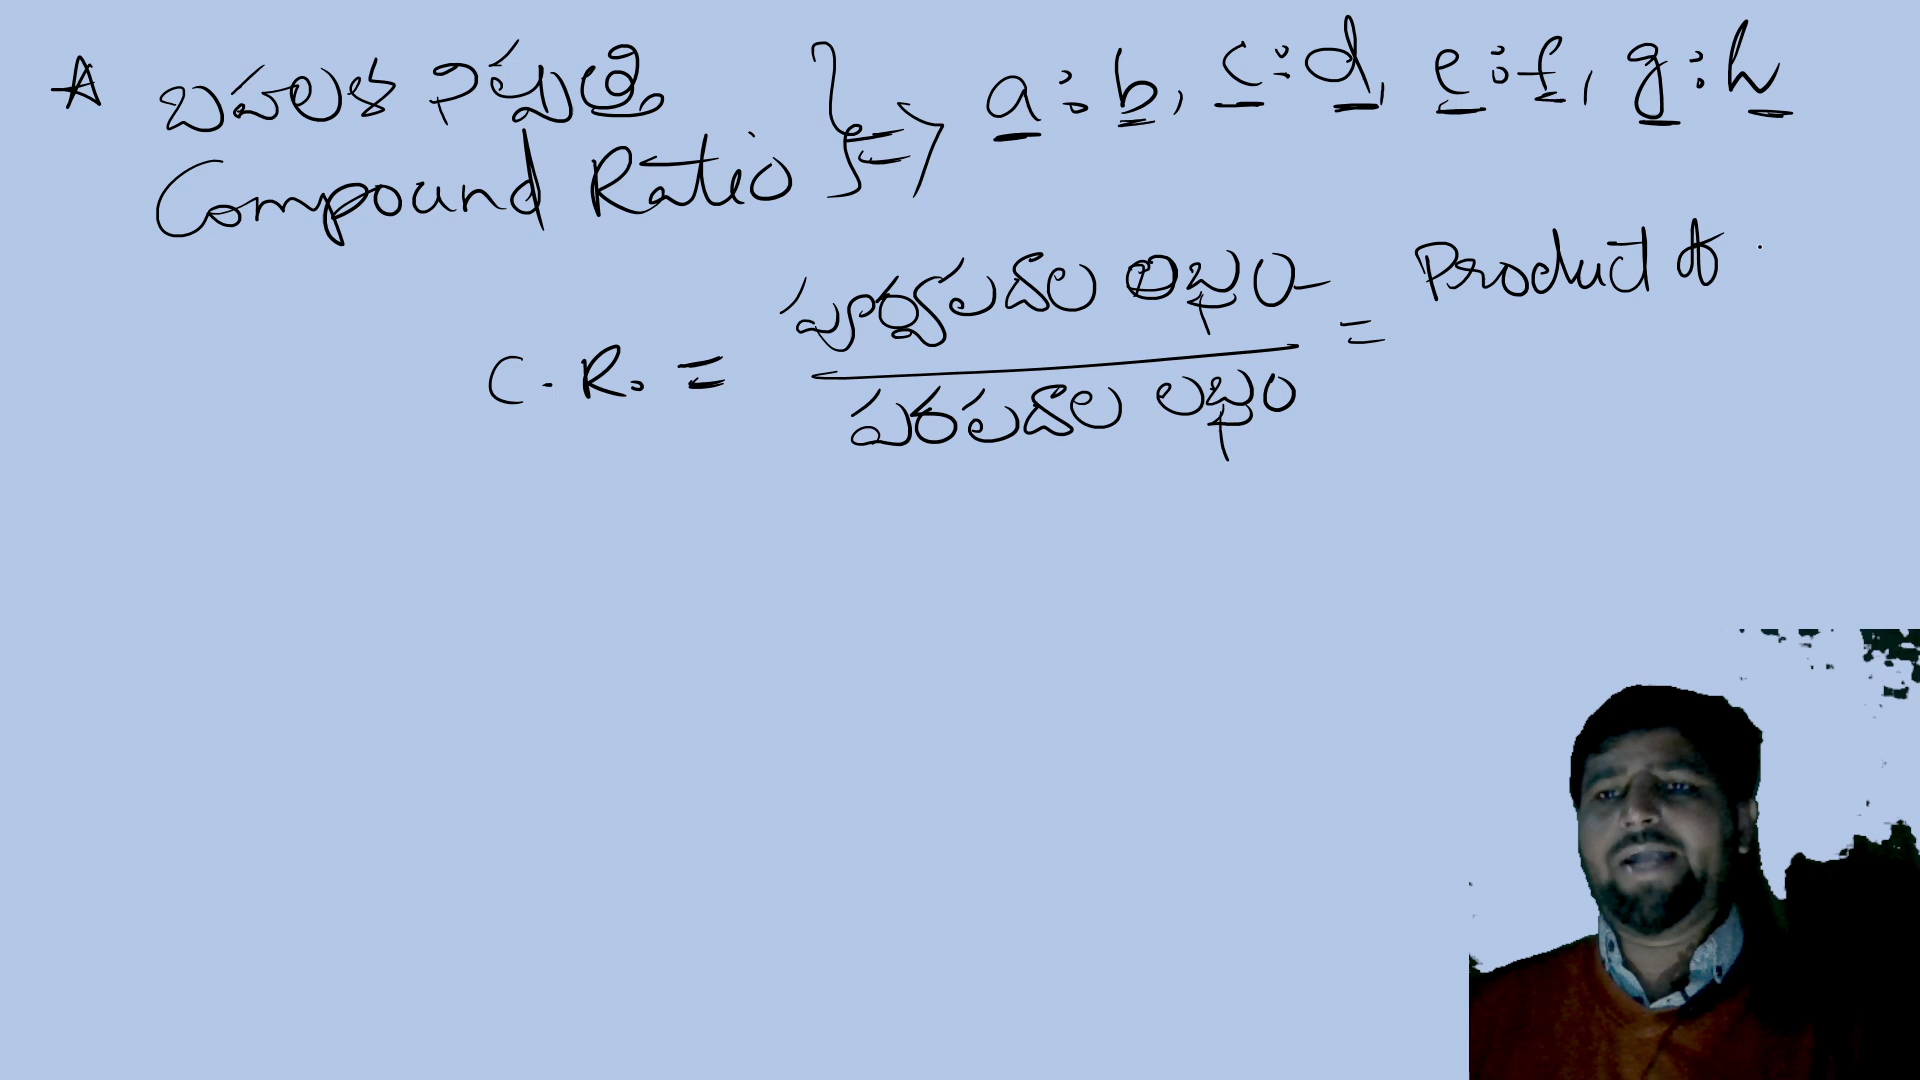 బహుళక నిష్పత్తి
Compound Ratio } => a : b, c : d, e : f, g : h
C.R. = పూర్వపదాల లబ్ధం / పరపదాల లబ్ధం = Product of